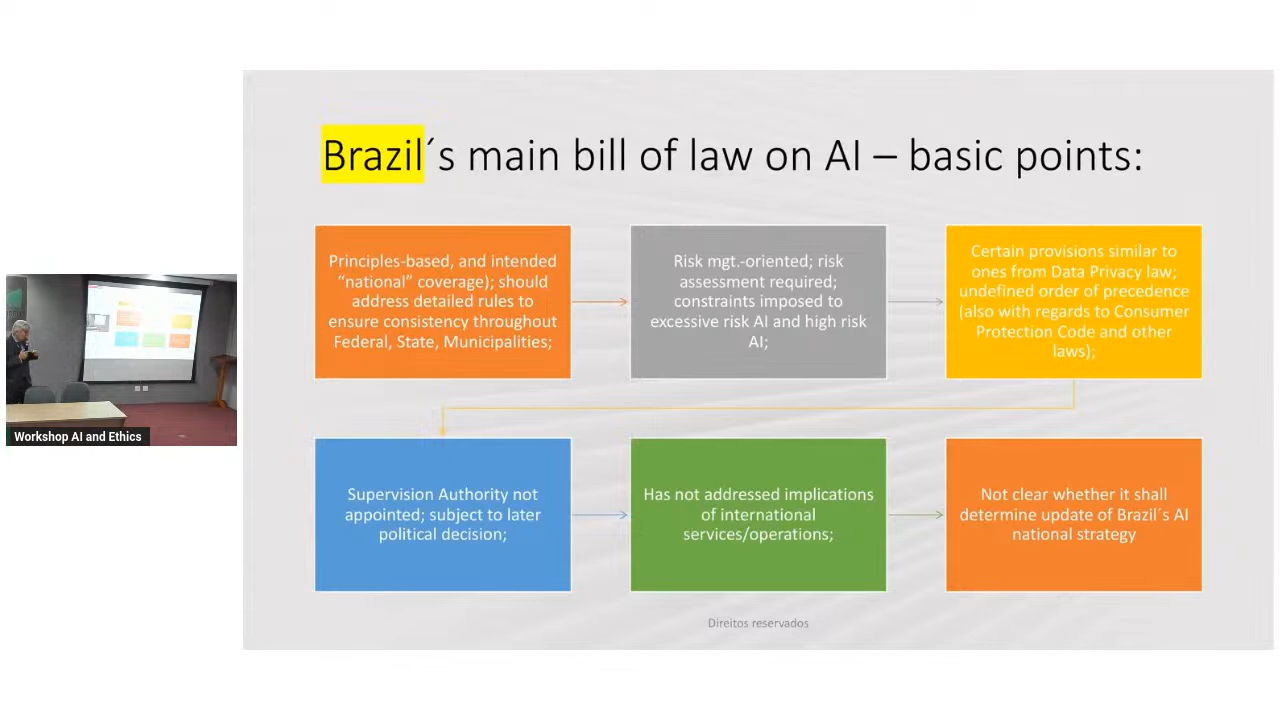 Brazil´s main bill of law on AI – basic points:
Principles-based, and intended
“national” coverage); should
address detailed rules to
ensure consistency throughout
Federal, State, Municipalities;
Risk mgt.-oriented; risk
assessment required;
constraints imposed to
excessive risk AI and high risk
AI;
Certain provisions similar to
ones from Data Privacy law;
undefined order of precedence
(also with regards to Consumer
Protection Code and other
laws);
Supervision Authority not
appointed; subject to later
political decision;
Has not addressed implications
of international
services/operations;
Not clear whether it shall
determine update of Brazil´s AI
national strategy
Direitos reservados
Workshop AI and Ethics